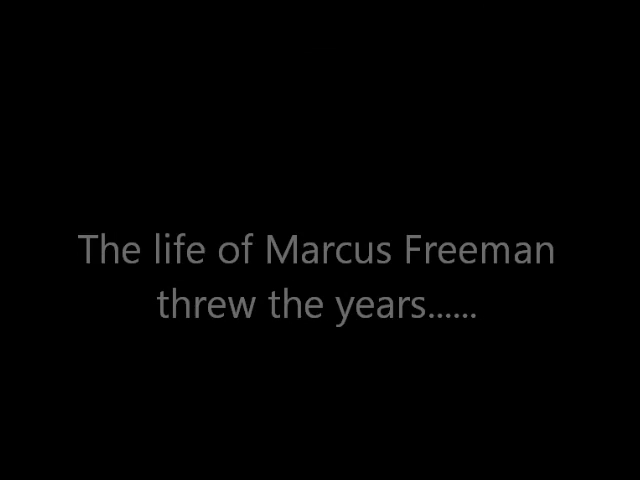 The life of Marcus Freeman
threw the years......